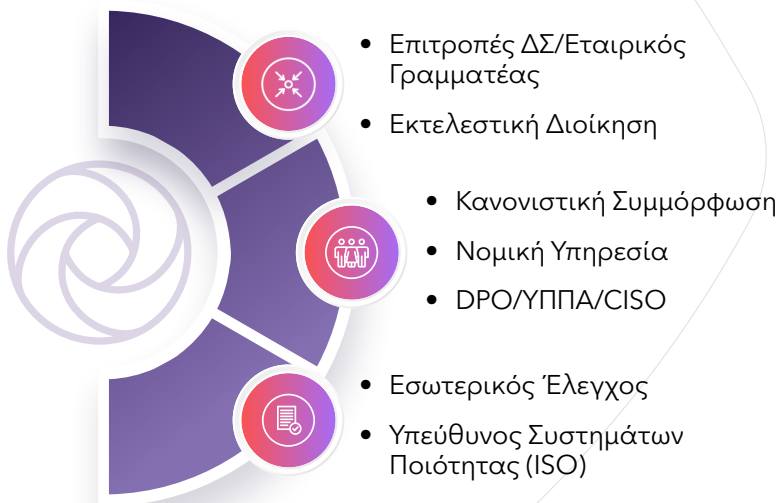 • Επιτροπές ΔΣ/Εταιρικός
Γραμματέας
• Εκτελεστική Διοίκηση
• Κανονιστική Συμμόρφωση
• Νομική Υπηρεσία
• DPO/ΥΠΠΑ/CISO
• Εσωτερικός Έλεγχος
• Υπεύθυνος Συστημάτων
Ποιότητας (ISO)